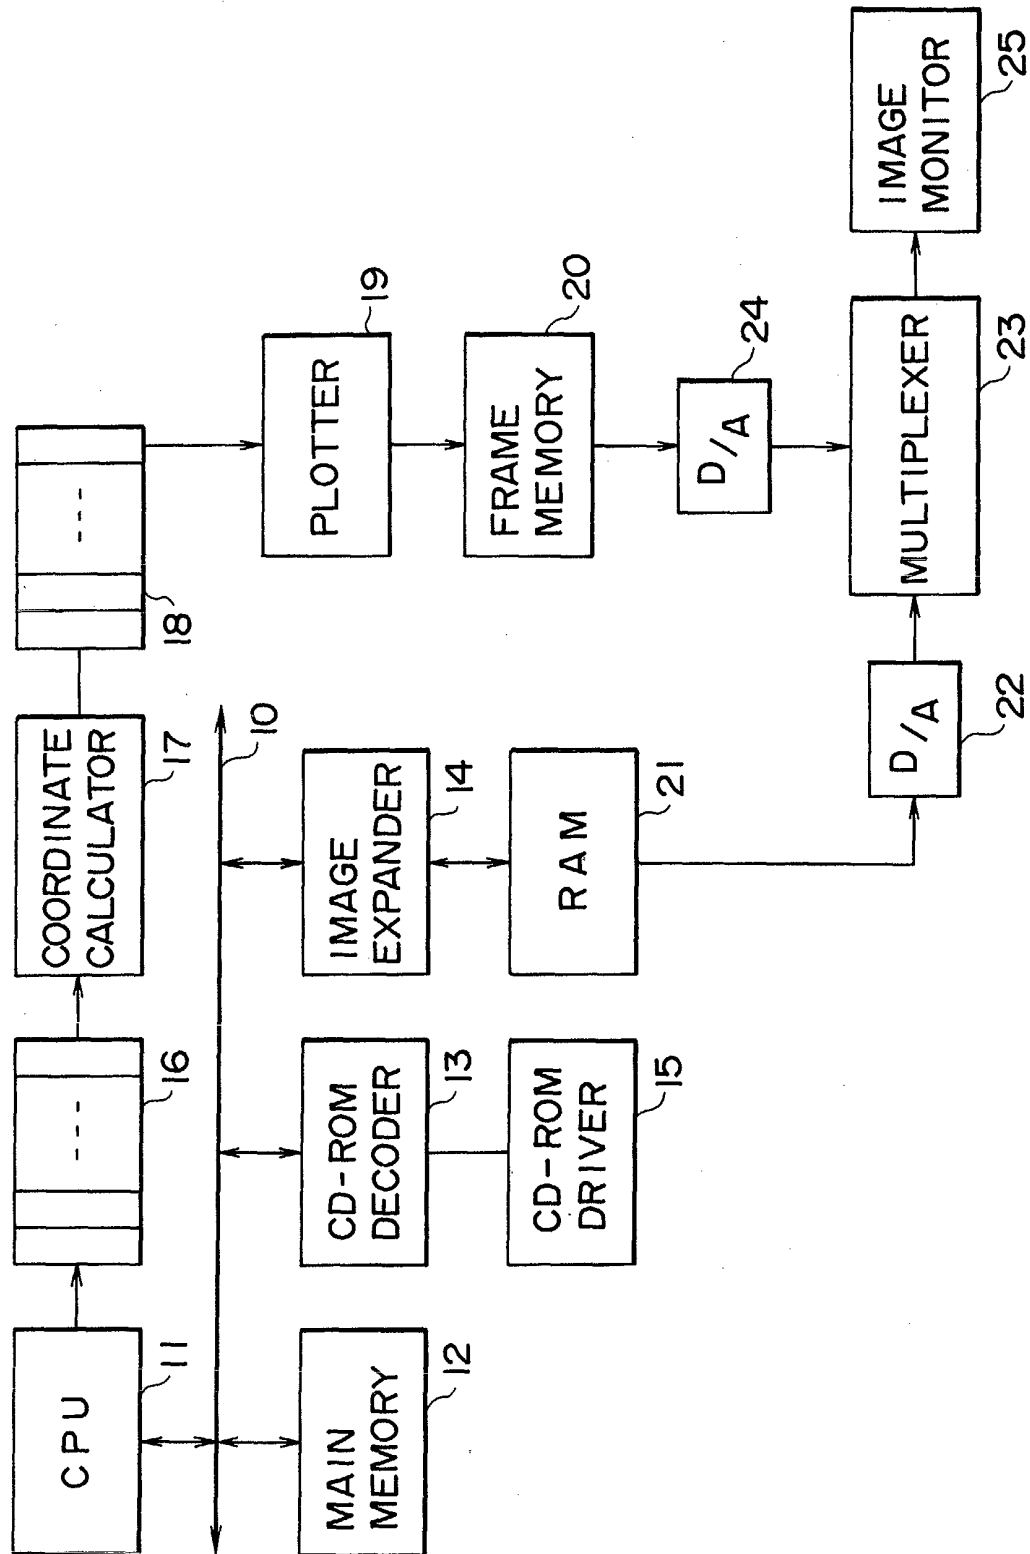 CPU
11
16
COORDINATE
CALCULATOR
17
18
10
MAIN
MEMORY
12
CD-ROM
DECODER
13
CD-ROM
DRIVER
15
IMAGE
EXPANDER
14
RAM
21
PLOTTER
19
FRAME
MEMORY
20
D/A
24
D/A
22
MULTIPLEXER
23
IMAGE
MONITOR
25